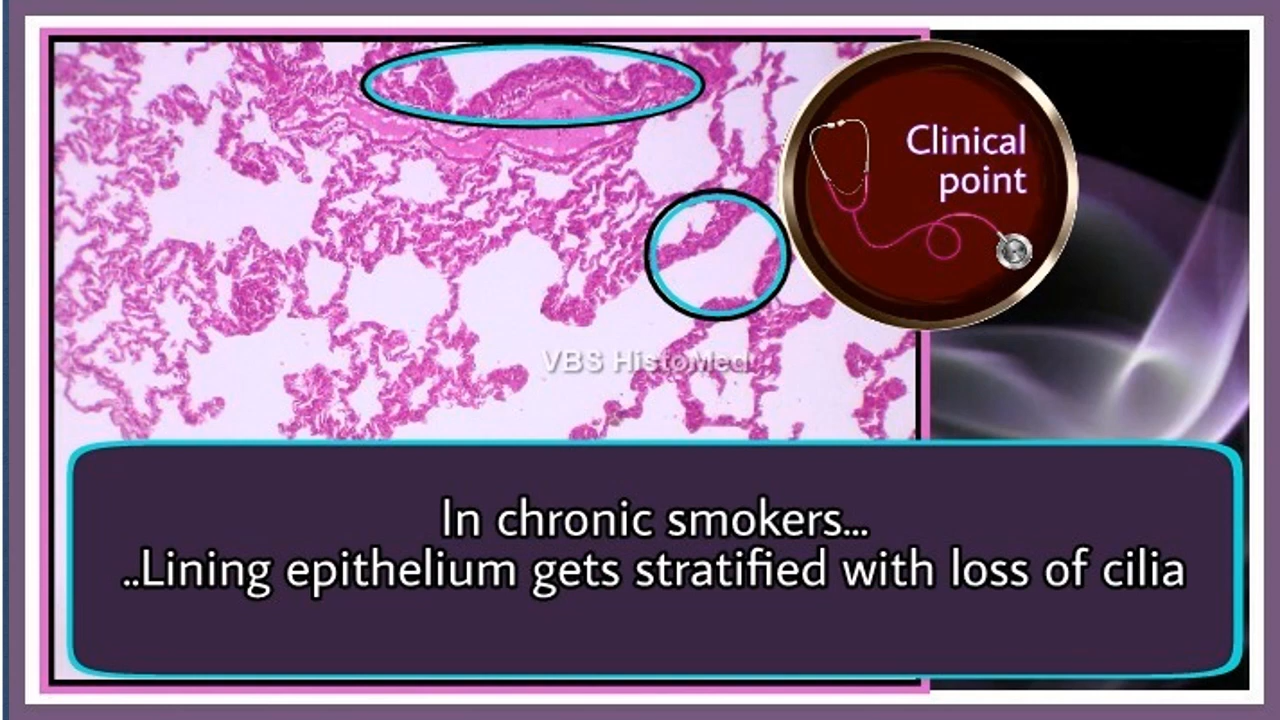 Clinical
point
VBS HistoMed
In chronic smokers...
..Lining epithelium gets stratified with loss of cilia